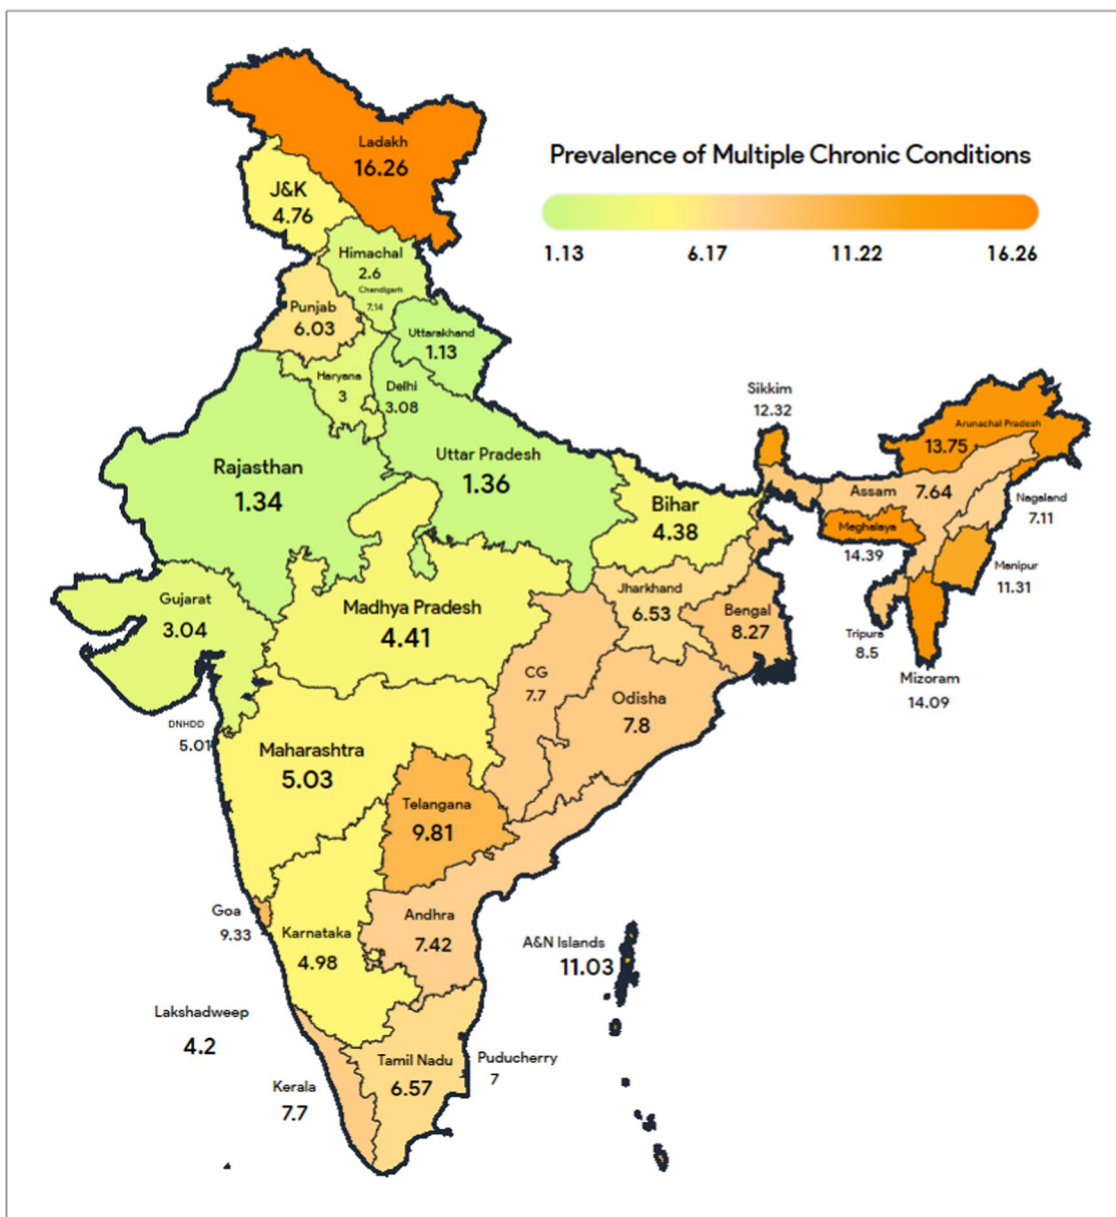 Ladakh
16.26
Prevalence of Multiple Chronic Conditions
J&K
4.76
1.13 6.17 11.22 16.26
Himachal
2.6
Chandigarh
7.14
Punjab
6.03
Uttarakhand
1.13
Haryana
3
Delhi
3.08
Sikkim
12.32
Arunachal Pradesh
13.75
Rajasthan
1.34
Uttar Pradesh
1.36
Bihar
4.38
Assam 7.64
Nagaland
7.11
Meghalaya
14.39
Manipur
11.31
Gujarat
3.04
Madhya Pradesh
4.41
Jharkhand
6.53
Bengal
8.27
Tripura
8.5
Mizoram
14.09
CG
7.7
Odisha
7.8
DNHDD
5.01
Maharashtra
5.03
Telangana
9.81
Goa
9.33
Karnataka
4.98
Andhra
7.42
A&N Islands
11.03
Lakshadweep
4.2
Tamil Nadu
6.57
Puducherry
7
Kerala
7.7